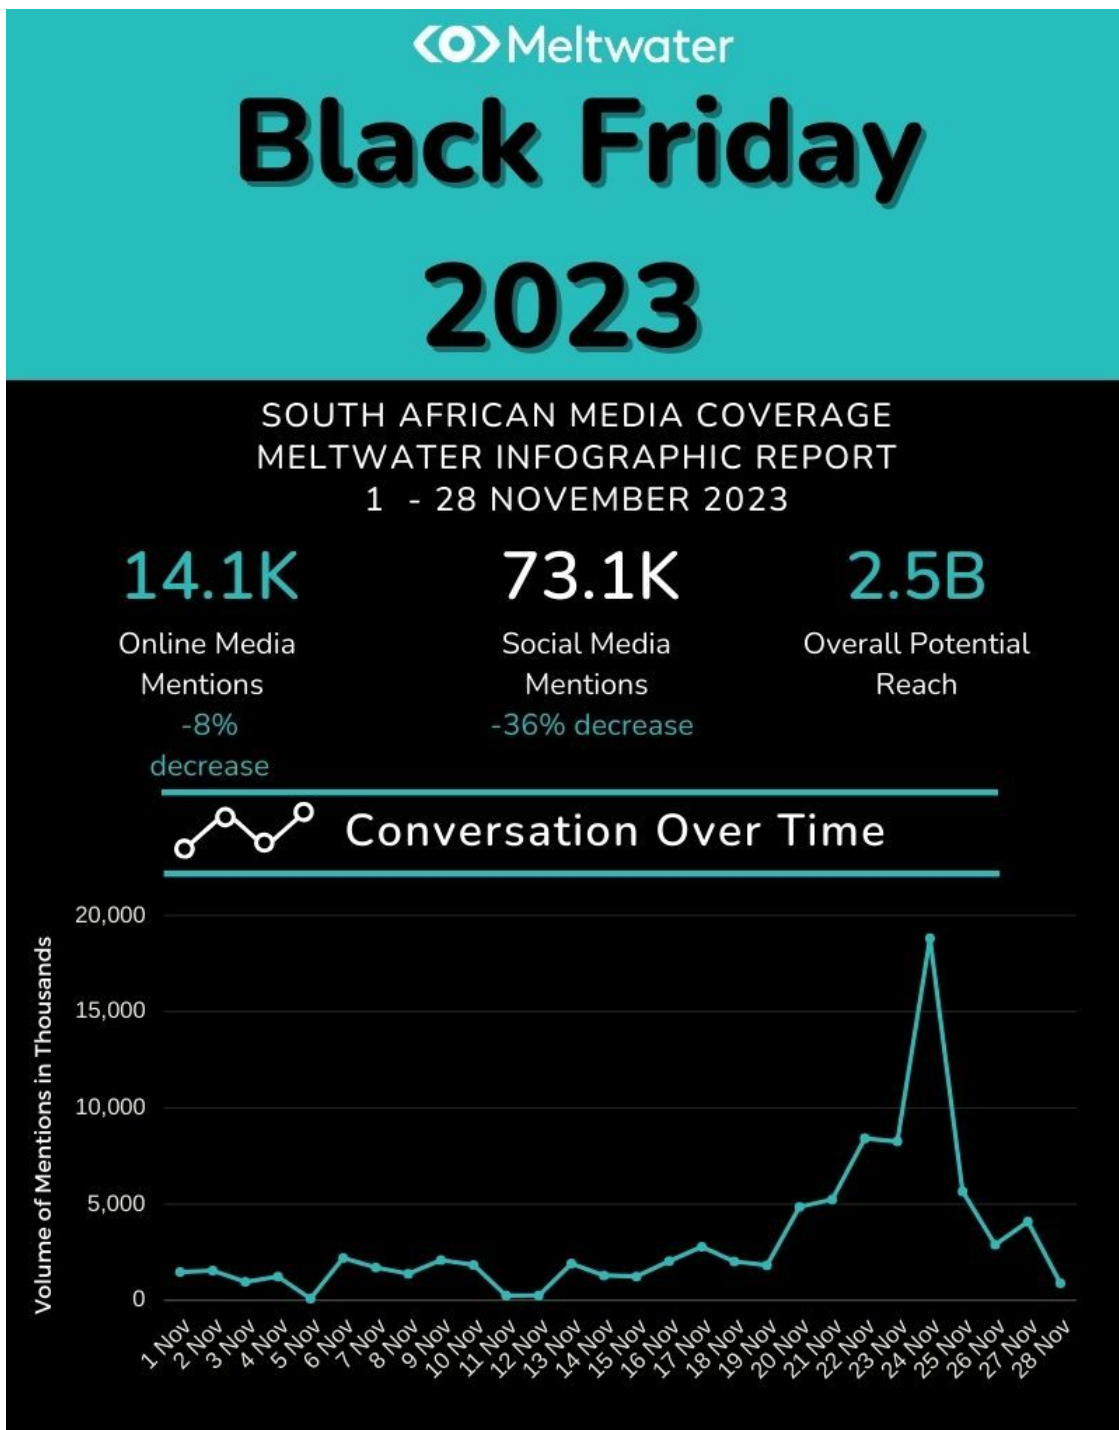 Meltwater
Black Friday
2023
SOUTH AFRICAN MEDIA COVERAGE
MELTWATER INFOGRAPHIC REPORT
1 - 28 NOVEMBER 2023
14.1K
Online Media
Mentions
-8%
decrease
73.1K
Social Media
Mentions
-36% decrease
2.5B
Overall Potential
Reach
Conversation Over Time
Volume of Mentions in Thousands
20,000
15,000
10,000
5,000
0
1 Nov
2 Nov
3 Nov
4 Nov
5 Nov
6 Nov
7 Nov
8 Nov
9 Nov
10 Nov
11 Nov
12 Nov
13 Nov
14 Nov
15 Nov
16 Nov
17 Nov
18 Nov
19 Nov
20 Nov
21 Nov
22 Nov
23 Nov
24 Nov
25 Nov
26 Nov
27 Nov
28 Nov